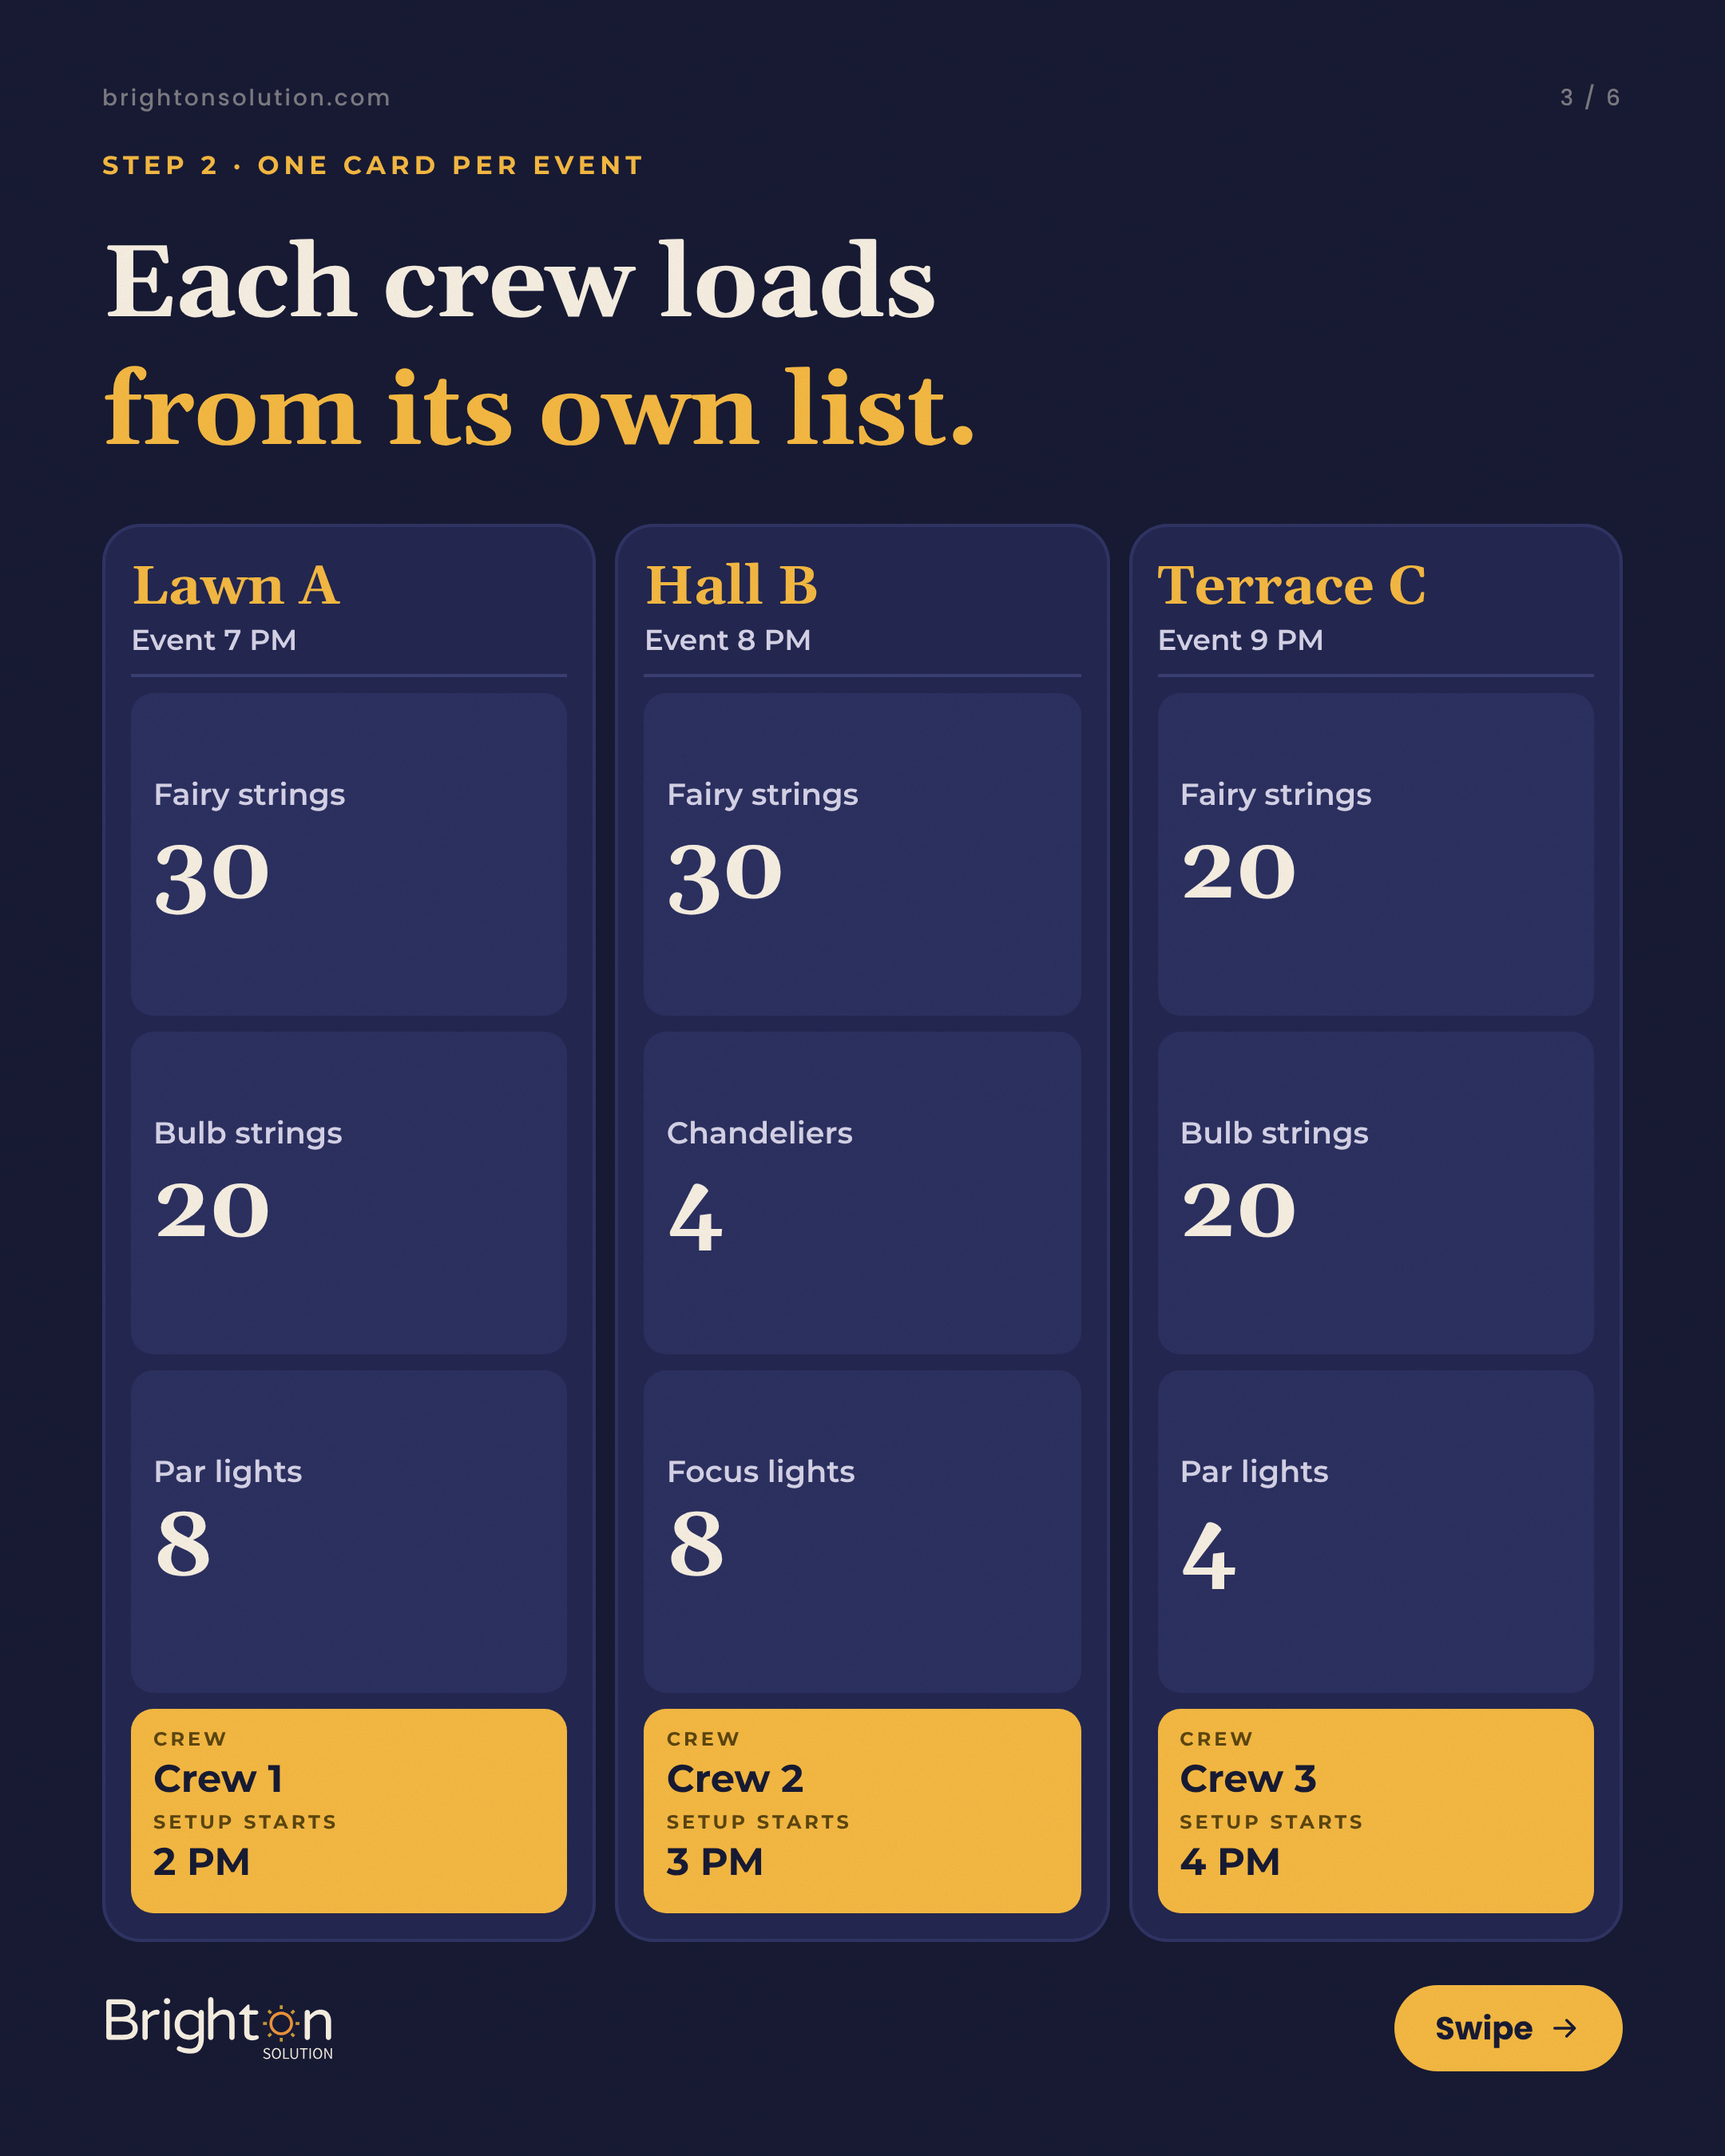 brightonsolution.com
3 / 6
STEP 2 · ONE CARD PER EVENT
Each crew loads
from its own list.
Lawn A
Event 7 PM
Fairy strings
30
Bulb strings
20
Par lights
8
CREW
Crew 1
SETUP STARTS
2 PM
Hall B
Event 8 PM
Fairy strings
30
Chandeliers
4
Focus lights
8
CREW
Crew 2
SETUP STARTS
3 PM
Terrace C
Event 9 PM
Fairy strings
20
Bulb strings
20
Par lights
4
CREW
Crew 3
SETUP STARTS
4 PM
Brighton
SOLUTION
Swipe →